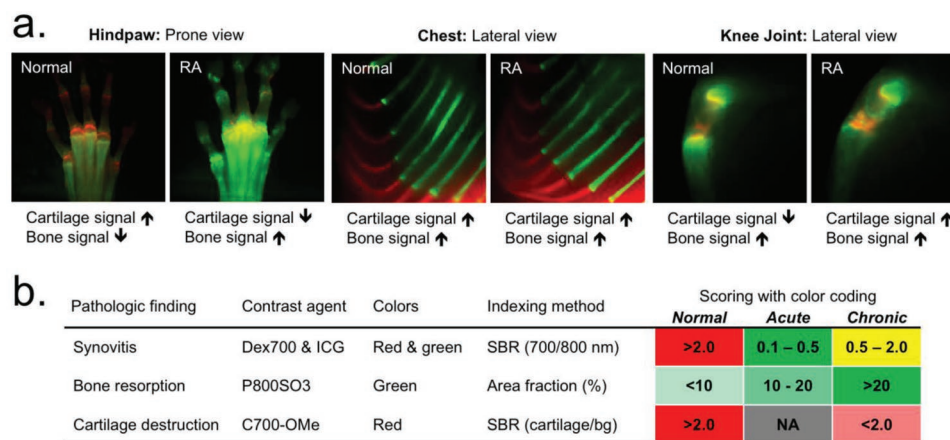 a.
Hindpaw: Prone view
Chest: Lateral view
Knee Joint: Lateral view
Normal
RA
Normal
RA
Normal
RA
Cartilage signal ↑
Bone signal ↓
Cartilage signal ↓
Bone signal ↑
Cartilage signal ↑
Bone signal ↑
Cartilage signal ↑
Bone signal ↑
Cartilage signal ↓
Bone signal ↑
Cartilage signal ↑
Bone signal ↑
b.
Pathologic finding Contrast agent Colors Indexing method Scoring with color coding
Normal Acute Chronic
Synovitis Dex700 & ICG Red & green SBR (700/800 nm) >2.0 0.1 – 0.5 0.5 – 2.0
Bone resorption P800SO3 Green Area fraction (%) <10 10 - 20 >20
Cartilage destruction C700-OMe Red SBR (cartilage/bg) >2.0 NA <2.0